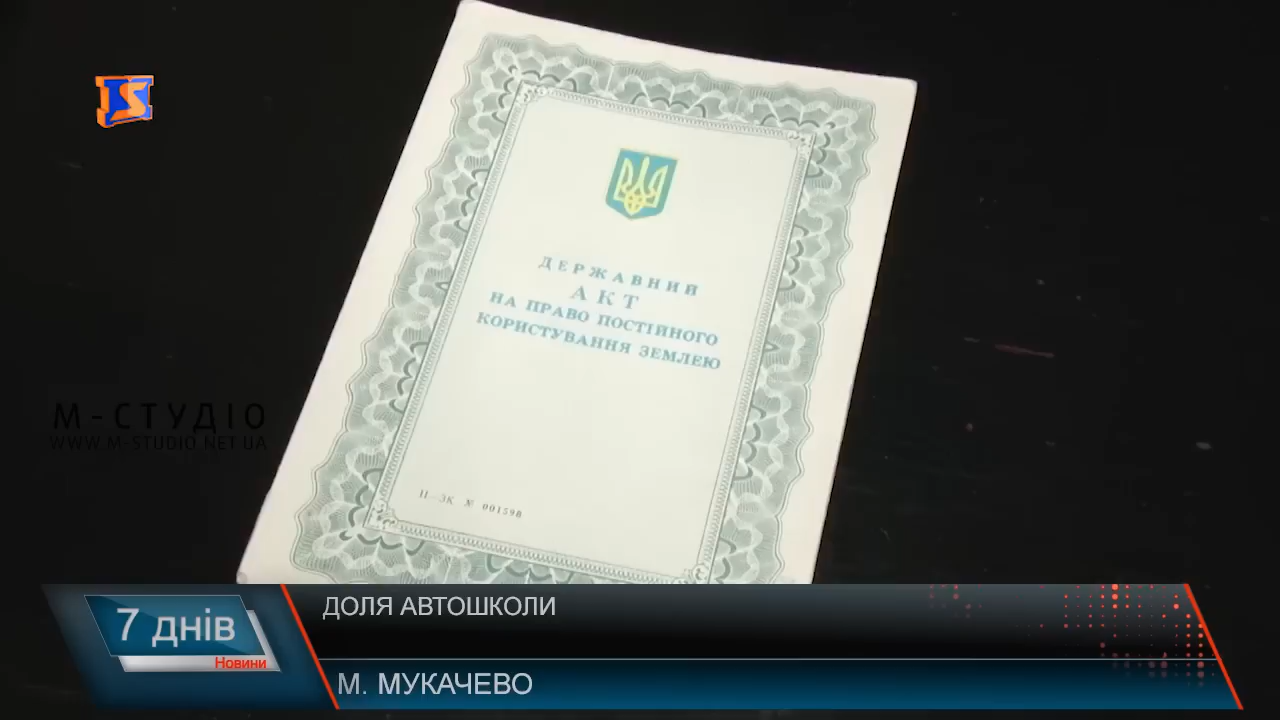 ДЕРЖАВНИЙ
АКТ
НА ПРАВО ПОСТІЙНОГО
КОРИСТУВАННЯ ЗЕМЛЕЮ
II-ЗК № 001598
М-СТУДІО
WWW.M-STUDIO.NET.UA
7 днів
Новини
ДОЛЯ АВТОШКОЛИ
М. МУКАЧЕВО